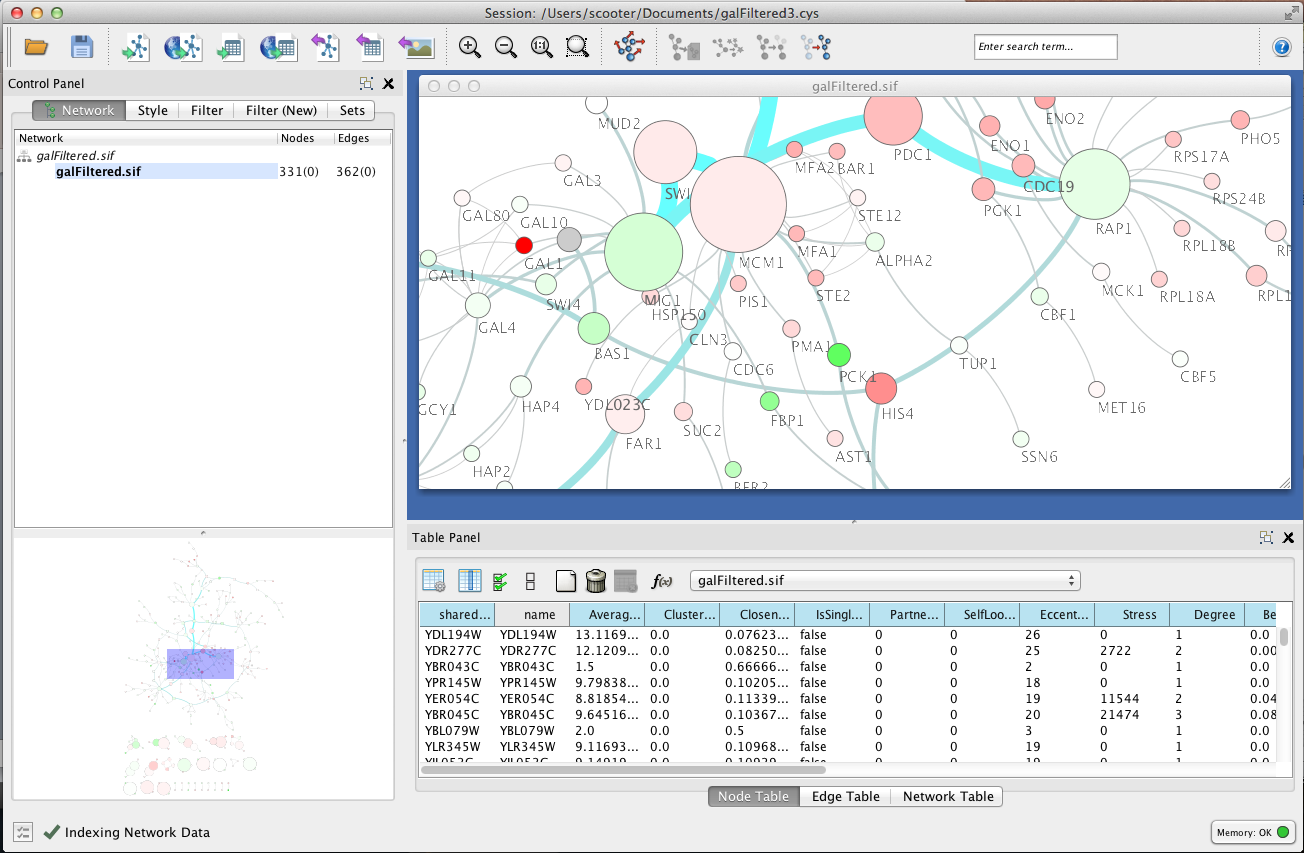 Session: /Users/scooter/Documents/galFiltered3.cys
Enter search term...
Control Panel
Network Style Filter Filter (New) Sets
Network Nodes Edges
galFiltered.sif
galFiltered.sif 331(0) 362(0)
galFiltered.sif
MUD2
PDC1
ENO2
ENO1
PHO5
RPS17A
GAL3
SWI
MFA2
BAR1
CDC19
RPS24B
GAL80
GAL10
STE12
PGK1
RAP1
RPL18B
GAL1
MCM1
MFA1
ALPHA2
GAL11
SWI4
MIG1
HSP150
PIS1
STE2
MCK1
RPL18A
RPL1
GAL4
CBF1
BAS1
CLN3
PMA1
CDC6
PCK1
TUP1
CBF5
GCY1
HAP4
YDL023C
FBP1
HIS4
MET16
FAR1
SUC2
AST1
SSN6
HAP2
Table Panel
f(x)
galFiltered.sif
shared... name Averag... Cluster... Closen... IsSingl... Partne... SelfLoo... Eccent... Stress Degree Be
YDL194W YDL194W 13.1169... 0.0 0.07623... false 0 0 26 0 1 0.0
YDR277C YDR277C 12.1209... 0.0 0.08250... false 0 0 25 2722 2 0.00
YBR043C YBR043C 1.5 0.0 0.66666... false 0 0 2 0 1 0.0
YPR145W YPR145W 9.79838... 0.0 0.10205... false 0 0 18 0 1 0.0
YER054C YER054C 8.81854... 0.0 0.11339... false 0 0 19 11544 2 0.04
YBR045C YBR045C 9.64516... 0.0 0.10367... false 0 0 20 21474 3 0.08
YBL079W YBL079W 2.0 0.0 0.5 false 0 0 3 0 1 0.0
YLR345W YLR345W 9.11693... 0.0 0.10968... false 0 0 19 0 1 0.0
Node Table Edge Table Network Table
Indexing Network Data
Memory: OK